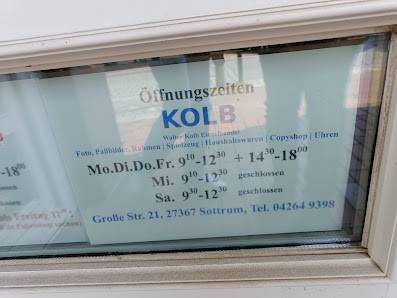 Öffnungszeiten
KOLB
Walter Kolb Einzelhandel
Foto, Paßbilder, Rahmen | Spielzeug | Haushaltswaren | Copyshop | Uhren
Mo.Di.Do.Fr. 9¹⁰-12³⁰ + 14³⁰-18⁰⁰
Mi. 9¹⁰-12³⁰ geschlossen
Sa. 9³⁰-12³⁰ geschlossen
Große Str. 21, 27367 Sottrum, Tel. 04264 9398
-18⁰⁰
lossen
lossen
Freitag 11